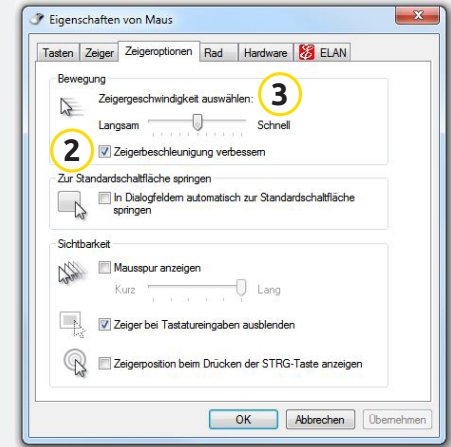 Eigenschaften von Maus
Tasten Zeiger Zeigeroptionen Rad Hardware ELAN
Bewegung
Zeigergeschwindigkeit auswählen: 3
Langsam Schnell
2 Zeigerbeschleunigung verbessern
Zur Standardschaltfläche springen
In Dialogfeldern automatisch zur Standardschaltfläche
springen
Sichtbarkeit
Mausspur anzeigen
Kurz Lang
Zeiger bei Tastatureingaben ausblenden
Zeigerposition beim Drücken der STRG-Taste anzeigen
OK Abbrechen Übernehmen